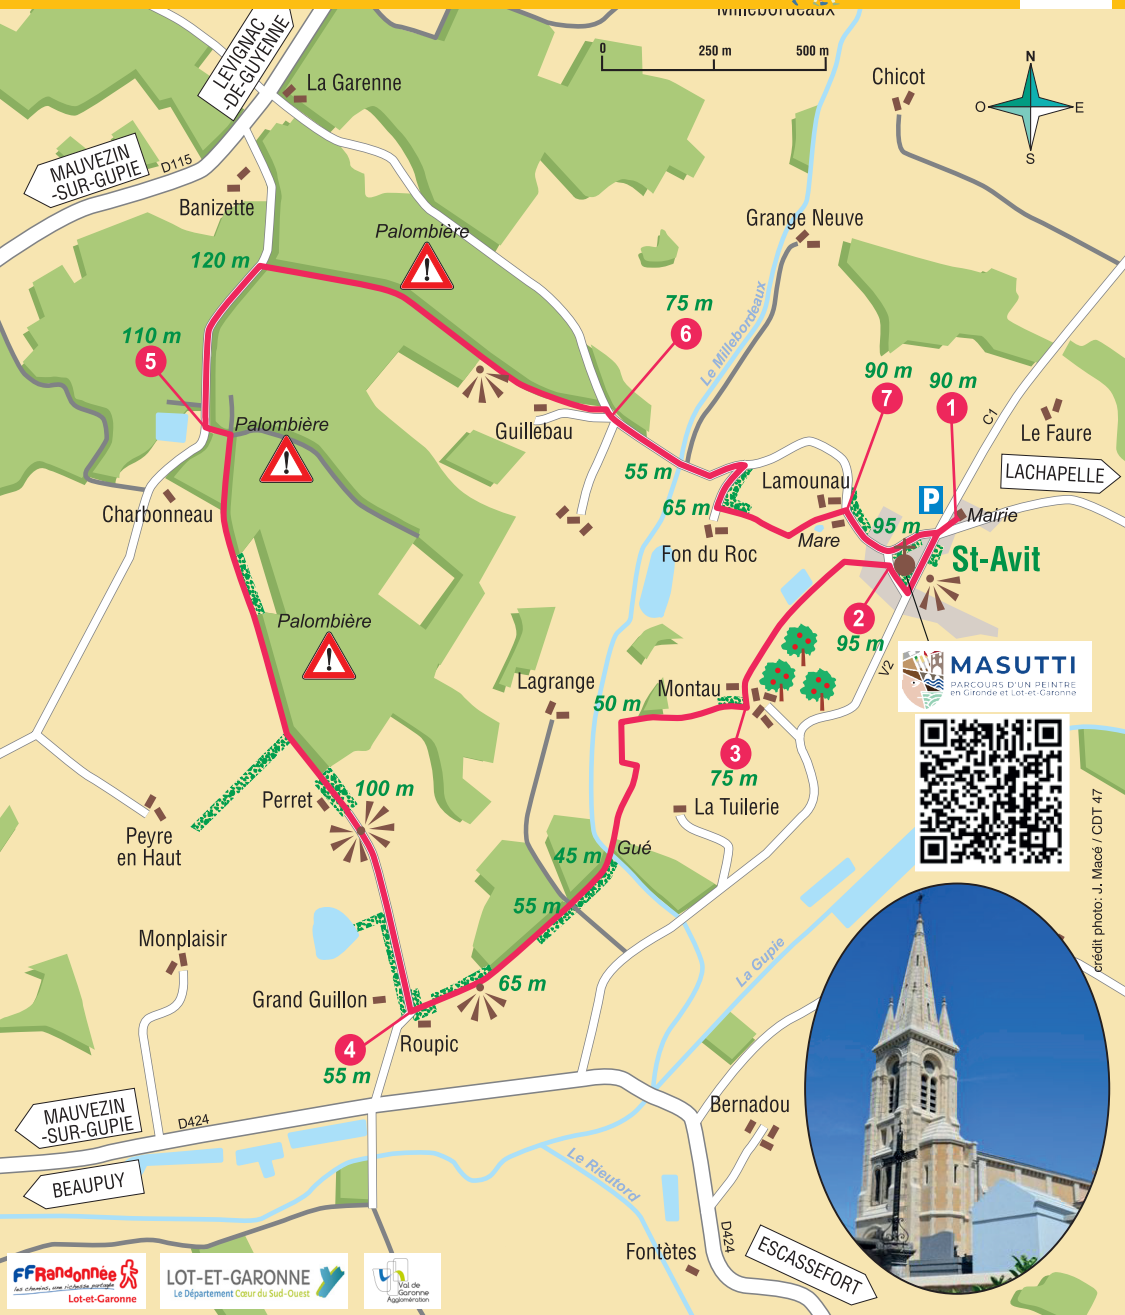 Millebordeaux
0
250 m
500 m
N
O
E
S
LEVIGNAC
-DE-GUYENNE
La Garenne
Chicot
MAUVEZIN
-SUR-GUPIE
D115
Banizette
Grange Neuve
Palombière
120 m
75 m
6
Le Millebordeaux
110 m
5
90 m
7
90 m
1
C1
Le Faure
Palombière
Guillebau
LACHAPELLE
55 m
Lamounau
P
Charbonneau
65 m
Mairie
95 m
Mare
Fon du Roc
St-Avit
Palombière
2
95 m
V2
MASUTTI
PARCOURS D'UN PEINTRE
en Gironde et Lot-et-Garonne
Lagrange
Montau
50 m
3
75 m
100 m
Perret
La Tuilerie
Peyre
en Haut
Gué
45 m
crédit photo: J. Macé / CDT 47
55 m
Monplaisir
La Gupie
65 m
Grand Guillon
4
55 m
Roupic
MAUVEZIN
-SUR-GUPIE
D424
Bernadou
BEAUPUY
Le Rieutord
D424
Fontètes
ESCASSEFORT
FFRandonnée
les chemins, une richesse partagée
Lot-et-Garonne
LOT-ET-GARONNE
Le Département Cœur du Sud-Ouest
Val de
Garonne
Agglomération